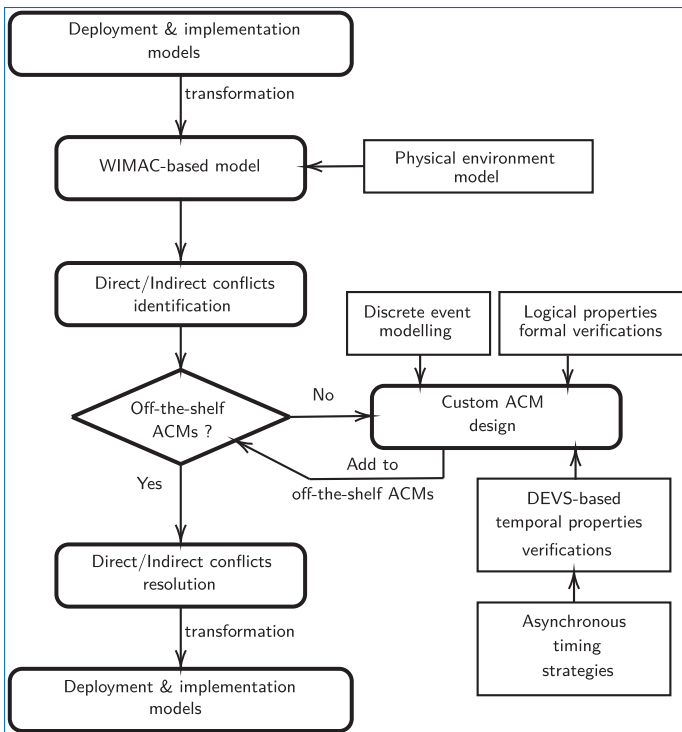 Deployment & implementation
models
transformation
WIMAC-based model
Physical environment
model
Direct/Indirect conflicts
identification
Discrete event
modelling
Logical properties
formal verifications
Off-the-shelf
ACMs ?
No
Custom ACM
design
Add to
off-the-shelf ACMs
Yes
DEVS-based
temporal properties
verifications
Direct/Indirect conflicts
resolution
Asynchronous
timing
strategies
transformation
Deployment & implementation
models